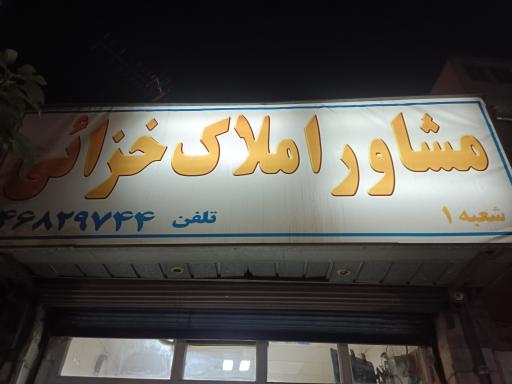 مشاور املاک خزائی
شعبه ۱
تلفن ۴۶۸۲۹۷۴۴